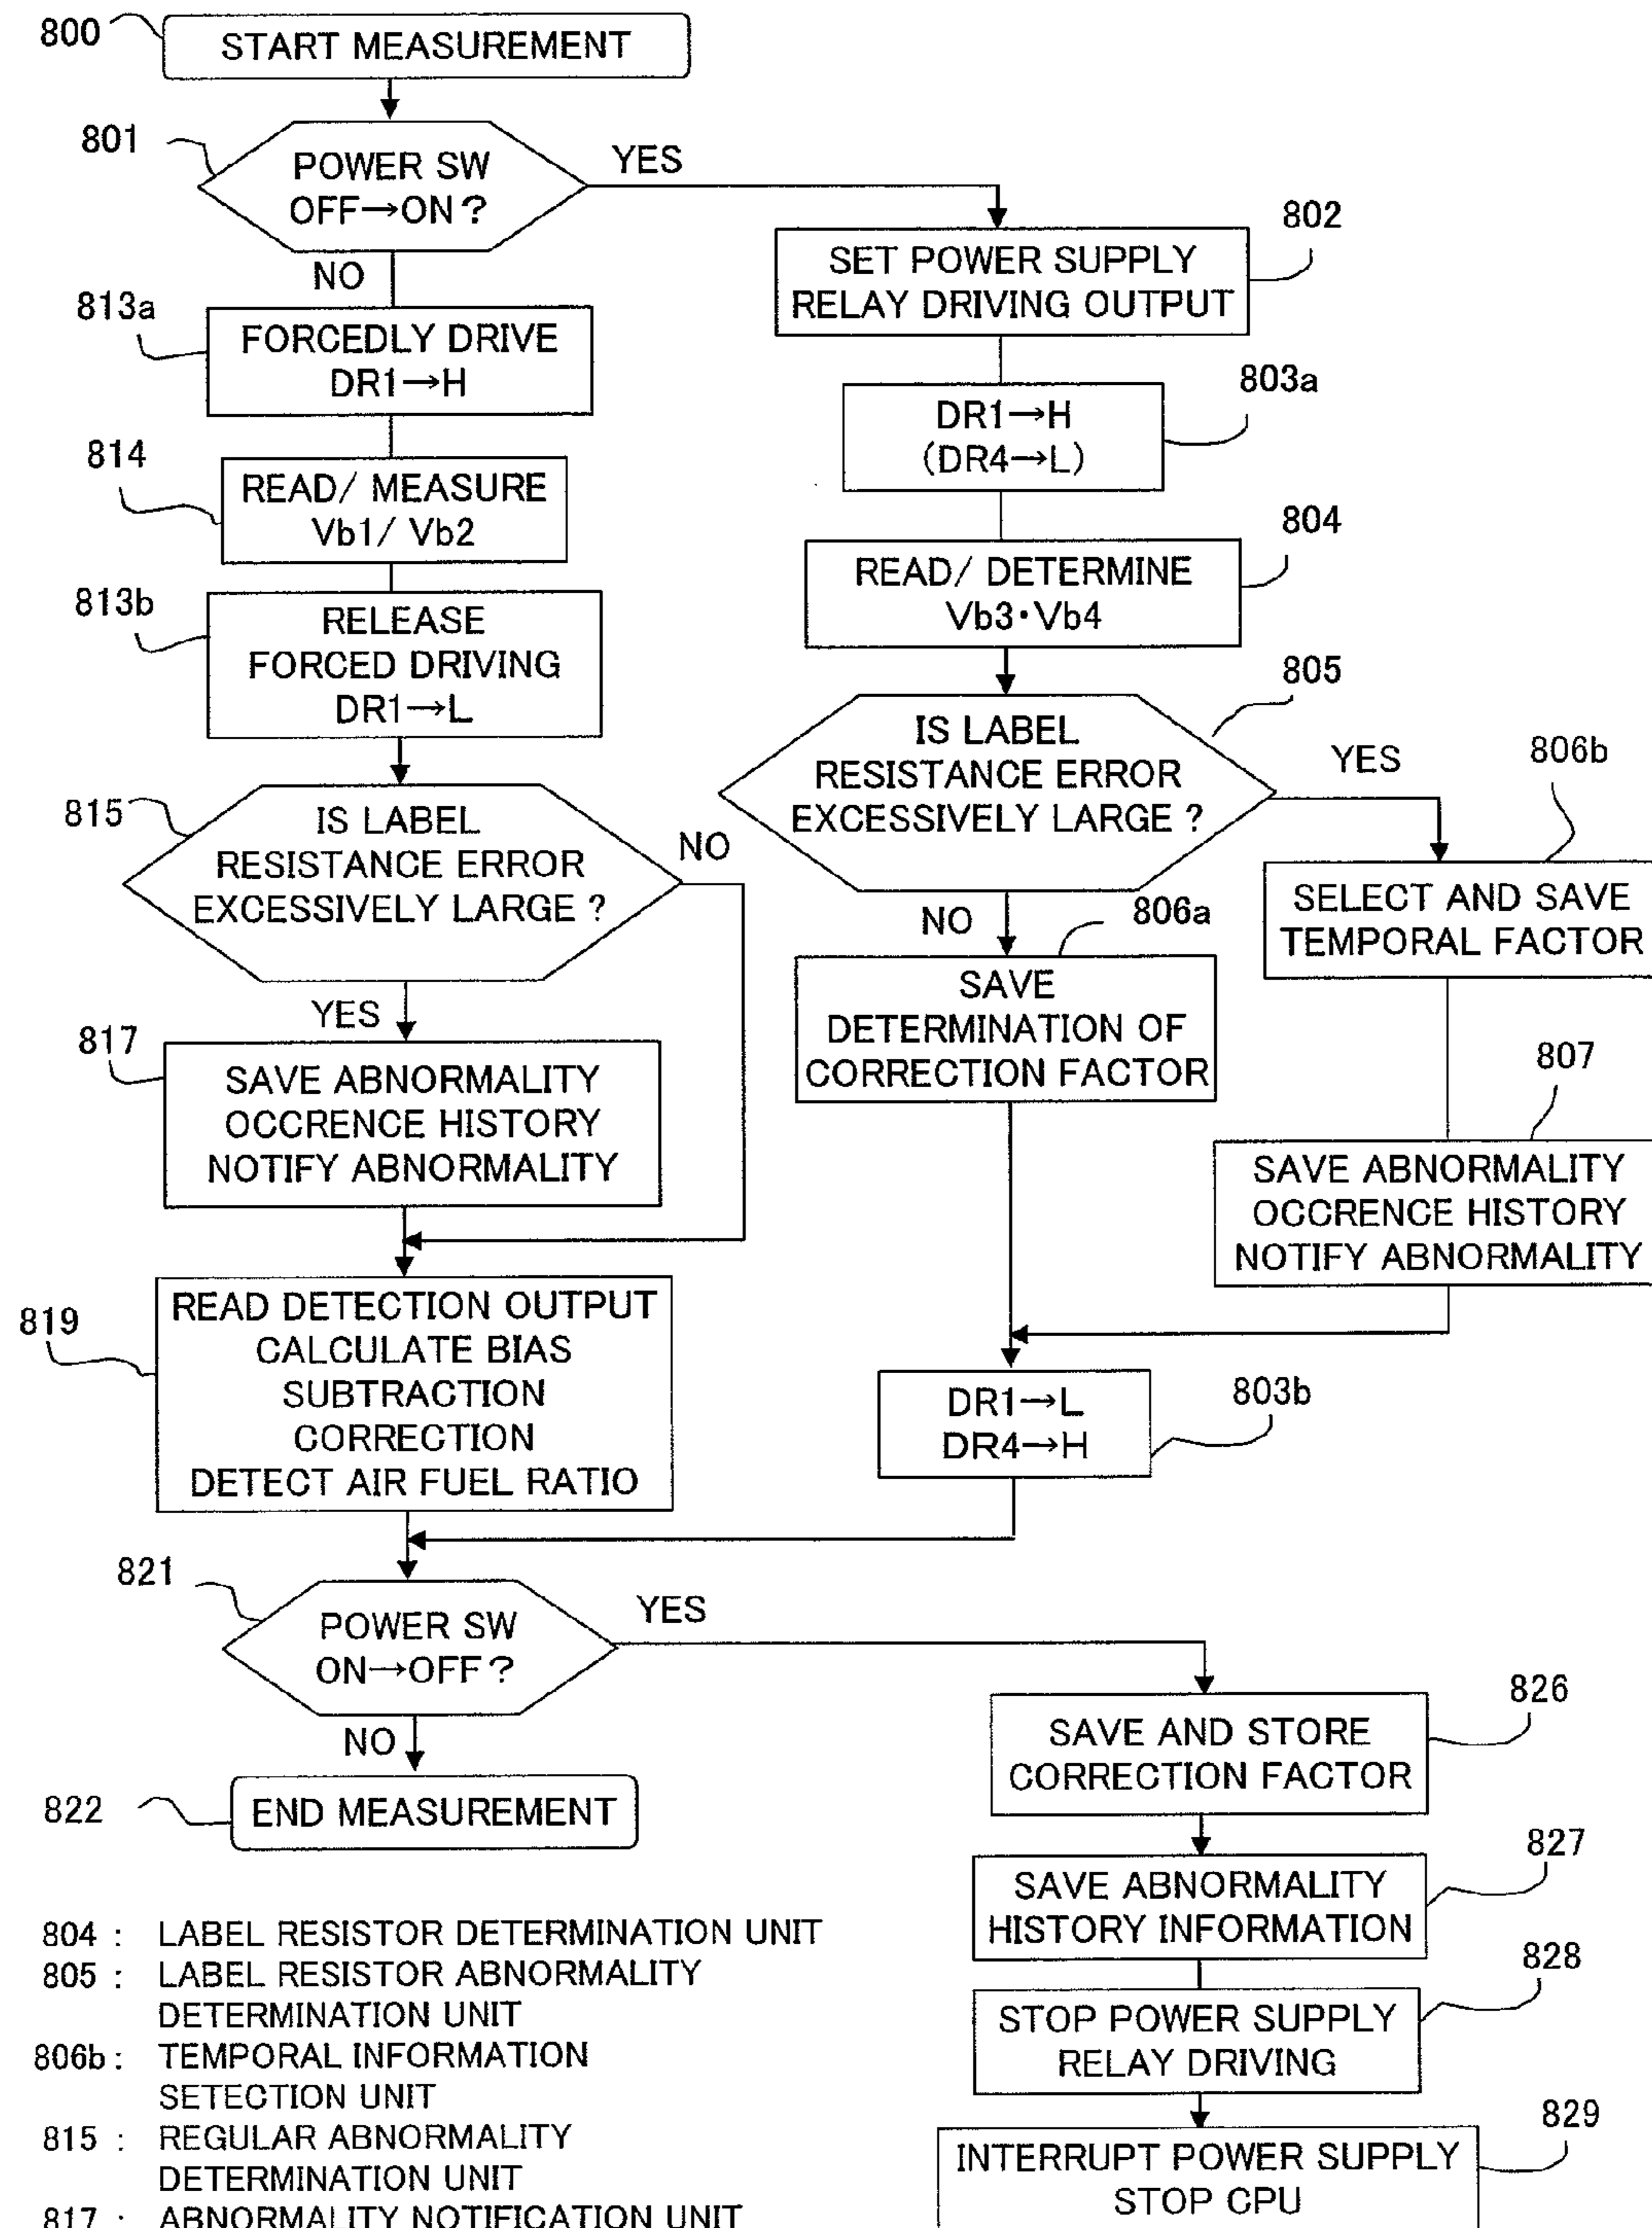 800
START MEASUREMENT
801
POWER SW
OFF→ON?
YES
NO
802
SET POWER SUPPLY
RELAY DRIVING OUTPUT
813a
FORCEDLY DRIVE
DR1→H
803a
DR1→H
(DR4→L)
814
READ/ MEASURE
Vb1/ Vb2
804
READ/ DETERMINE
Vb3・Vb4
813b
RELEASE
FORCED DRIVING
DR1→L
805
IS LABEL
RESISTANCE ERROR
EXCESSIVELY LARGE ?
YES
NO
806b
SELECT AND SAVE
TEMPORAL FACTOR
815
IS LABEL
RESISTANCE ERROR
EXCESSIVELY LARGE ?
NO
YES
806a
SAVE
DETERMINATION OF
CORRECTION FACTOR
817
SAVE ABNORMALITY
OCCRENCE HISTORY
NOTIFY ABNORMALITY
807
SAVE ABNORMALITY
OCCRENCE HISTORY
NOTIFY ABNORMALITY
819
READ DETECTION OUTPUT
CALCULATE BIAS
SUBTRACTION
CORRECTION
DETECT AIR FUEL RATIO
803b
DR1→L
DR4→H
821
POWER SW
ON→OFF?
YES
NO
822
END MEASUREMENT
826
SAVE AND STORE
CORRECTION FACTOR
827
SAVE ABNORMALITY
HISTORY INFORMATION
828
STOP POWER SUPPLY
RELAY DRIVING
829
INTERRUPT POWER SUPPLY
STOP CPU
804 : LABEL RESISTOR DETERMINATION UNIT
805 : LABEL RESISTOR ABNORMALITY
DETERMINATION UNIT
806b : TEMPORAL INFORMATION
SETECTION UNIT
815 : REGULAR ABNORMALITY
DETERMINATION UNIT
817 : ABNORMALITY NOTIFICATION UNIT